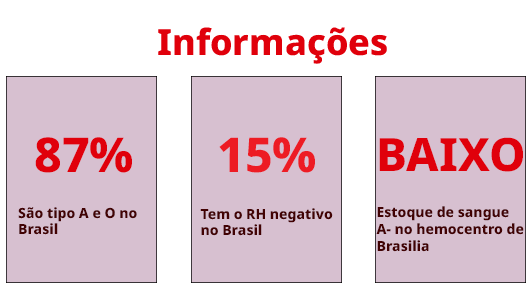 Informações
87%
São tipo A e O no
Brasil
15%
Tem o RH negativo
no Brasil
BAIXO
Estoque de sangue
A- no hemocentro de
Brasilia